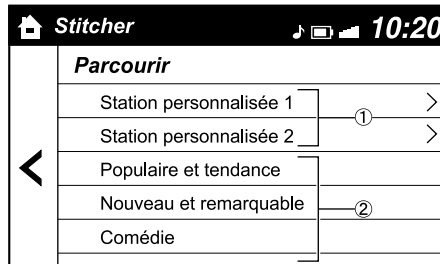 Stitcher 10:20
Parcourir
Station personnalisée 1
①
Station personnalisée 2
Populaire et tendance
Nouveau et remarquable
②
Comédie